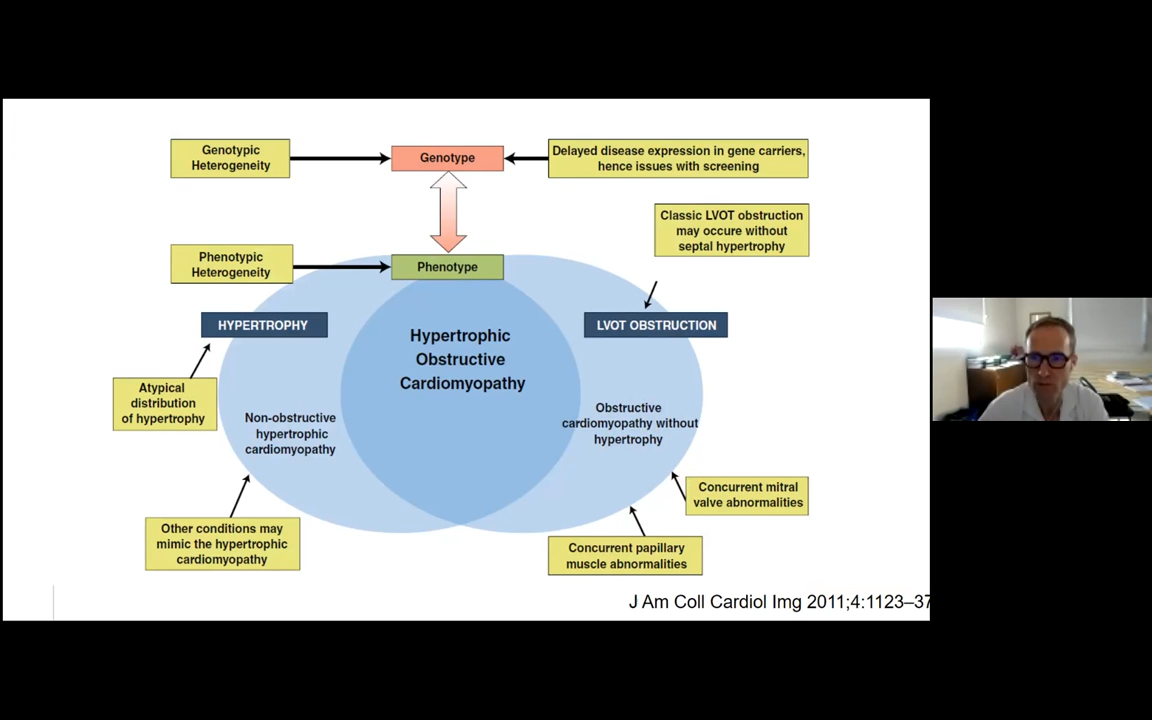 Genotypic
Heterogeneity
Genotype
Delayed disease expression in gene carriers,
hence issues with screening
Classic LVOT obstruction
may occure without
septal hypertrophy
Phenotypic
Heterogeneity
Phenotype
HYPERTROPHY
Hypertrophic
Obstructive
Cardiomyopathy
LVOT OBSTRUCTION
Atypical
distribution
of hypertrophy
Non-obstructive
hypertrophic
cardiomyopathy
Obstructive
cardiomyopathy without
hypertrophy
Concurrent mitral
valve abnormalities
Other conditions may
mimic the hypertrophic
cardiomyopathy
Concurrent papillary
muscle abnormalities
J Am Coll Cardiol Img 2011;4:1123–37